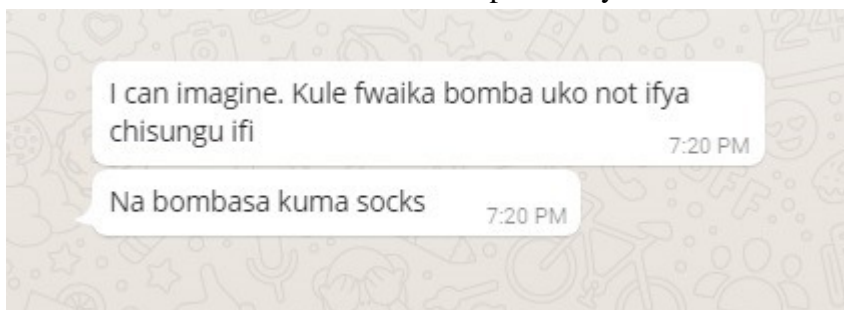 I can imagine. Kule fwaika bomba uko not ifya
chisungu ifi
7:20 PM
Na bombasa kuma socks
7:20 PM